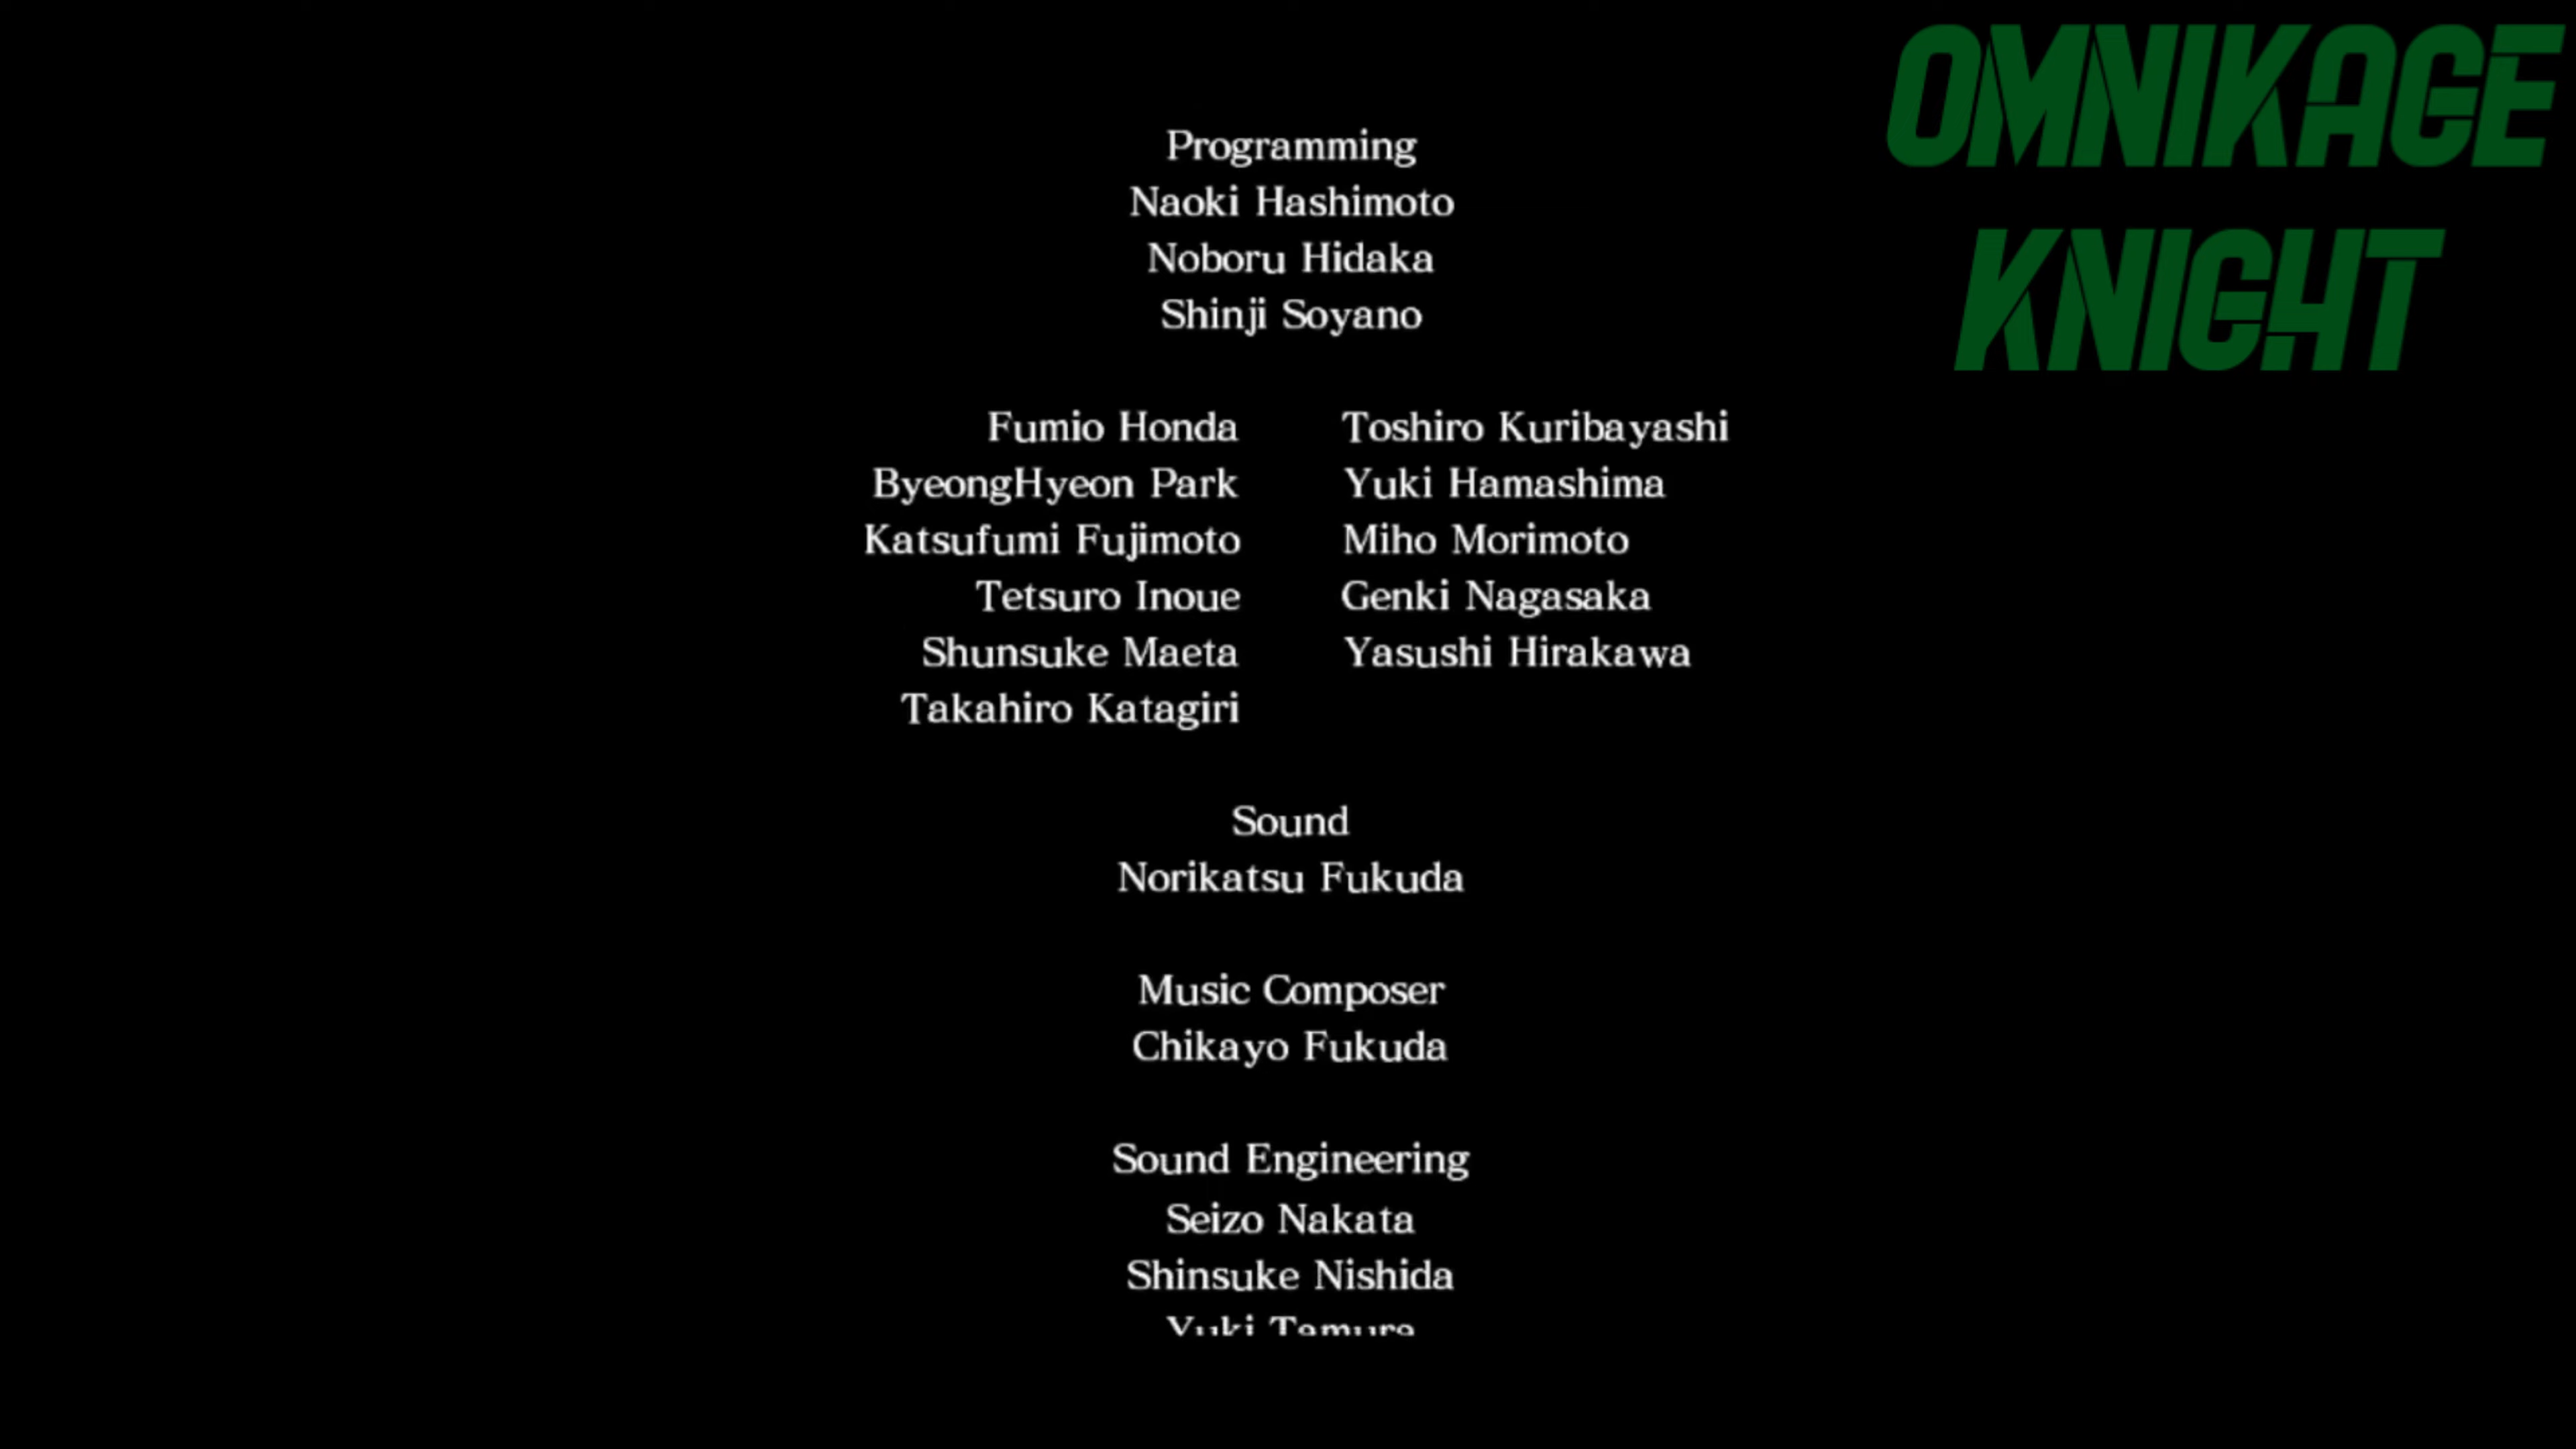 OMNIKAGE
KNIGHT
Programming
Naoki Hashimoto
Noboru Hidaka
Shinji Soyano
Fumio Honda
Toshiro Kuribayashi
ByeongHyeon Park
Yuki Hamashima
Katsufumi Fujimoto
Miho Morimoto
Tetsuro Inoue
Genki Nagasaka
Shunsuke Maeta
Yasushi Hirakawa
Takahiro Katagiri
Sound
Norikatsu Fukuda
Music Composer
Chikayo Fukuda
Sound Engineering
Seizo Nakata
Shinsuke Nishida
Yuki Tamura